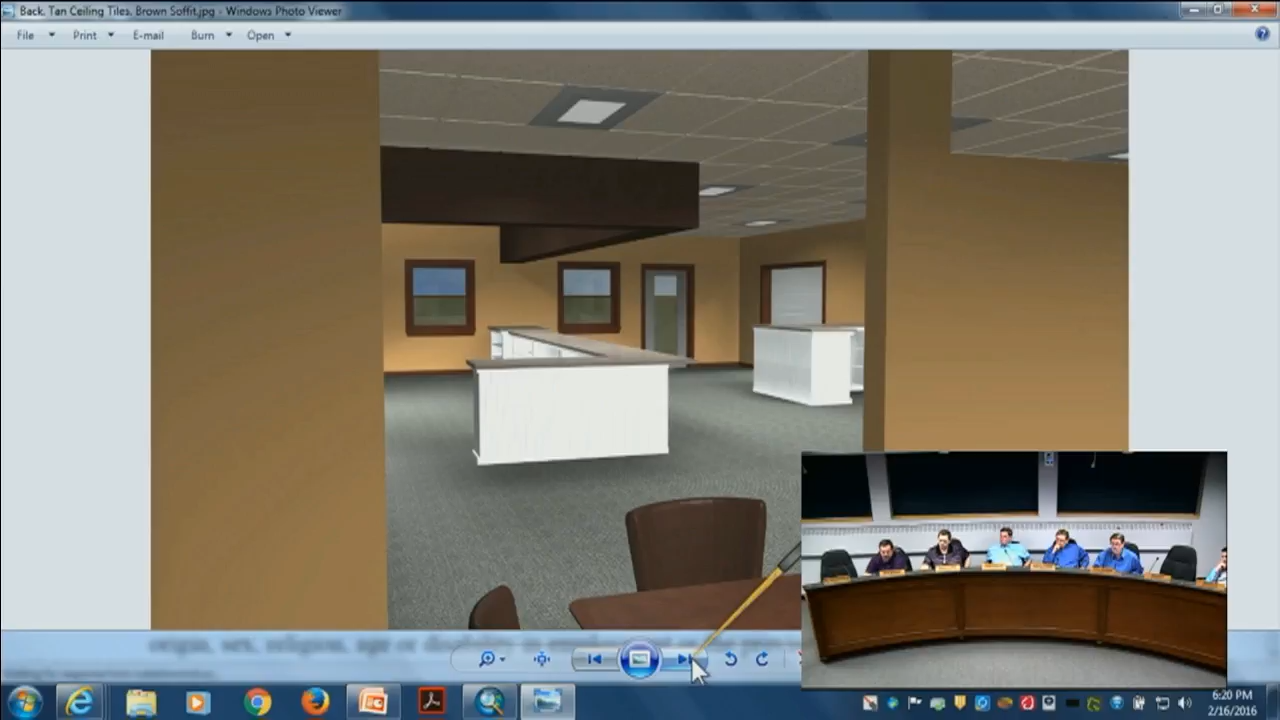 Back. Tan Ceiling Tiles. Brown Soffit.jpg - Windows Photo Viewer
File Print E-mail Burn Open
origin, sex, religion, age or disability in employment or the
6:20 PM
2/16/2016